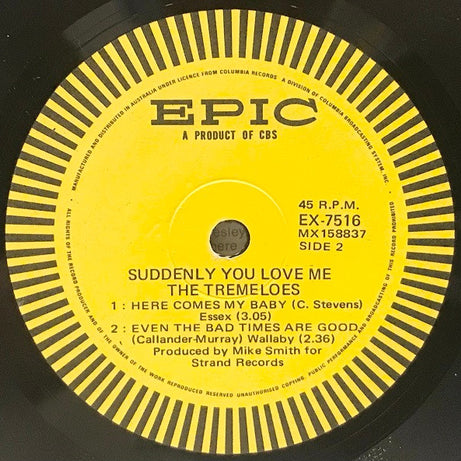 MANUFACTURED AND DISTRIBUTED IN AUSTRALIA UNDER LICENCE FROM COLUMBIA RECORDS A DIVISION OF COLUMBIA BROADCASTING SYSTEM, INC.
EPIC
A PRODUCT OF CBS
45 R.P.M.
EX-7516
MX158837
SIDE 2
esley
here
SUDDENLY YOU LOVE ME
THE TREMELOES
1 : HERE COMES MY BABY (C. Stevens)
Essex (3.05)
2 : EVEN THE BAD TIMES ARE GOOD
(Callander-Murray) Wallaby (2.36)
Produced by Mike Smith for
Strand Records
ALL RIGHTS OF THE RECORD PRODUCER AND OF THE OWNER OF THE WORK REPRODUCED RESERVED UNAUTHORISED COPYING, PUBLIC PERFORMANCE AND BROADCASTING OF THIS RECORD PROHIBITED